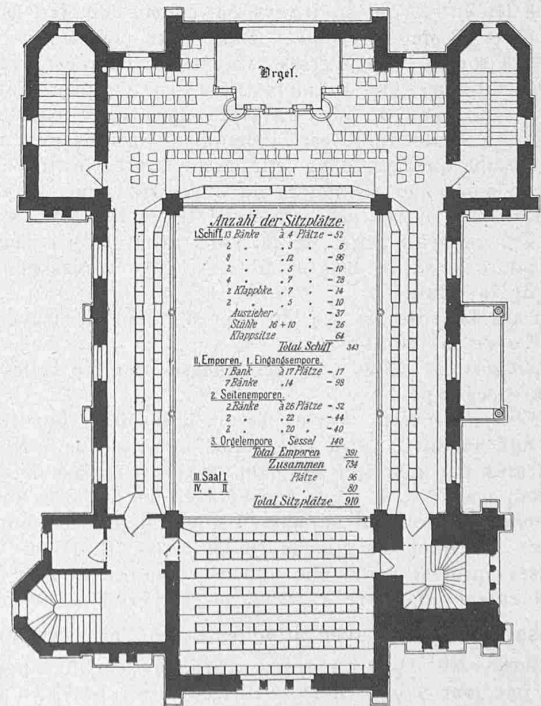 Orgel.
Anzahl der Sitzplätze.
I. Schiff. 13 Bänke à 4 Plätze - 52
2 „ „ 3 „ - 6
8 „ „ 12 „ - 96
2 „ „ 5 „ - 10
4 „ „ 7 „ - 28
2 Klappbke. „ 7 „ - 14
2 „ „ 5 „ - 10
Auszieher - 37
Stühle 16 + 10 „ - 26
Klappsitze 64
Total Schiff 343
II. Emporen. 1. Eingangsempore.
1 Bank à 17 Plätze - 17
7 Bänke „ 14 - 98
2. Seitenemporen.
2 Bänke à 26 Plätze - 52
2 „ „ 22 „ - 44
2 „ „ 20 „ - 40
3. Orgelempore Sessel 140
Total Emporen 391
Zusammen 734
III. Saal I Plätze 96
IV. „ II „ 80
Total Sitzplätze 910